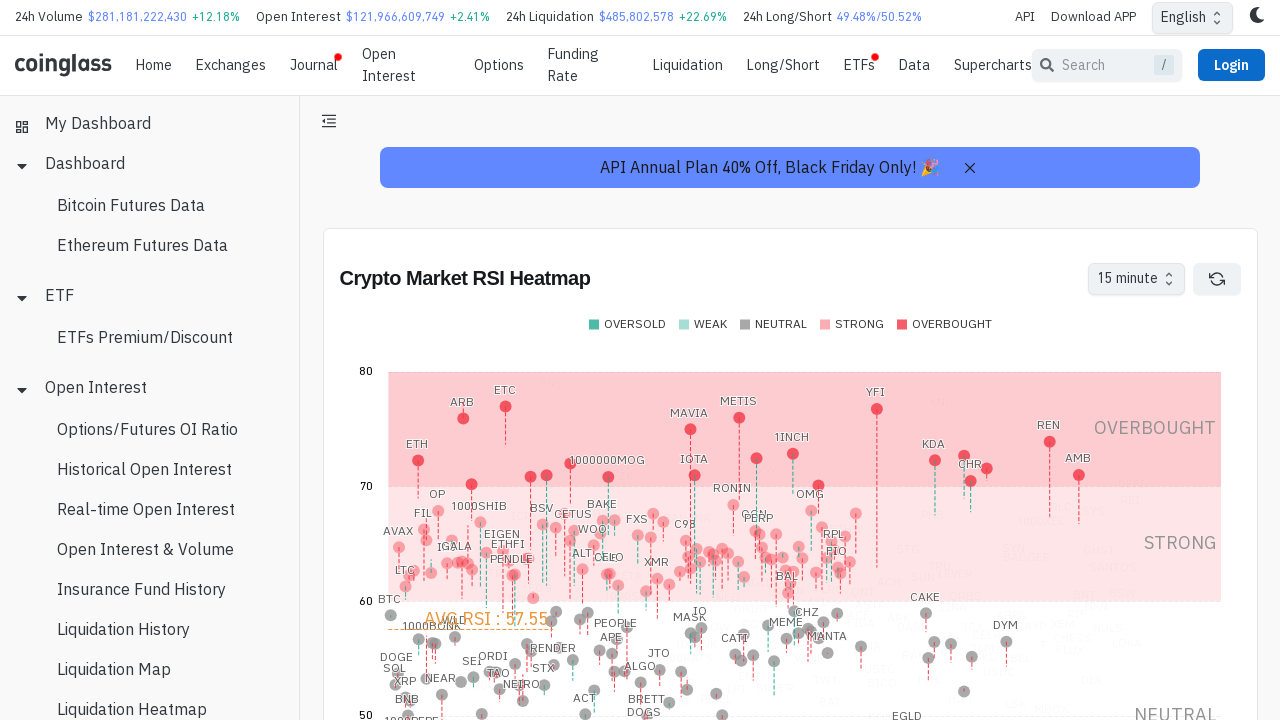 24h Volume $281,181,222,430 +12.18% Open Interest $121,966,609,749 +2.41% 24h Liquidation $485,802,578 +22.69% 24h Long/Short 49.48%/50.52% API Download APP English
coinglass Home Exchanges Journal Open Interest Options Funding Rate Liquidation Long/Short ETFs Data Supercharts Search / Login
My Dashboard
Dashboard
Bitcoin Futures Data
Ethereum Futures Data
ETF
ETFs Premium/Discount
Open Interest
Options/Futures OI Ratio
Historical Open Interest
Real-time Open Interest
Open Interest & Volume
Insurance Fund History
Liquidation History
Liquidation Map
Liquidation Heatmap
API Annual Plan 40% Off, Black Friday Only! 🎉
Crypto Market RSI Heatmap
15 minute
OVERSOLD WEAK NEUTRAL STRONG OVERBOUGHT
80
ETC
YFI
ARB
METIS
MAVIA
REN
OVERBOUGHT
1INCH
ETH
KDA
1000000MOG
IOTA
CHR
AMB
70
RONIN
OP
OMG
1000SHIB
BAKE
BSV
FIL
CETUS
FXS
PERP
C98
AVAX
WOO
EIGEN
RPL
ETHFI
GALA
STRONG
ALT
PIO
PENDLE
CELO
XMR
LTC
BAL
60
BTC
CAKE
IO
CHZ
AVG RSI : 57.55
MASK
MEME
PEOPLE
1000BONK
DYM
APE
CATI
MANTA
RENDER
JTO
DOGE
ORDI
SEI
SOL
STX
ALGO
TAO
NEAR
XRP
NEIRO
BNB
ACT
BRETT
DOGS
50
EGLD
NEUTRAL
1000PEPE